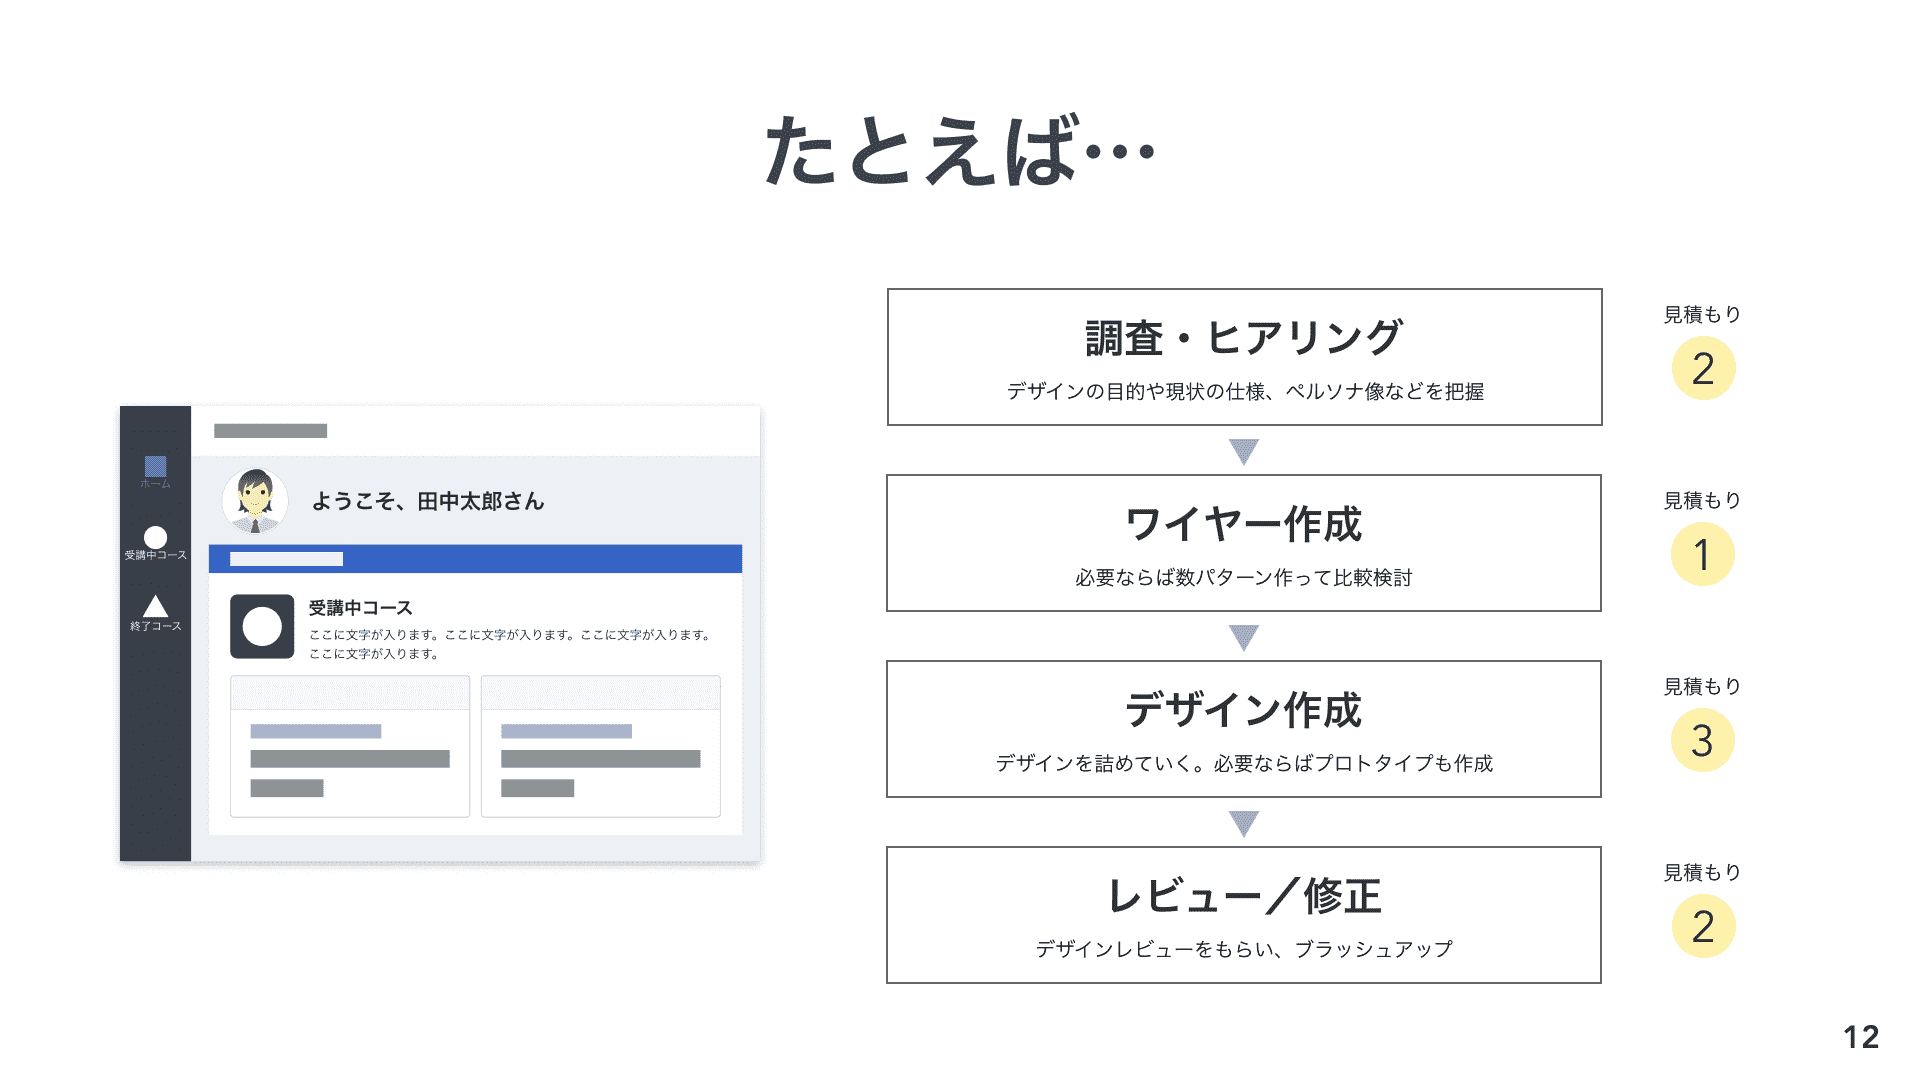 たとえば…
ホーム
受講中コース
終了コース
ようこそ、田中太郎さん
受講中コース
ここに文字が入ります。ここに文字が入ります。ここに文字が入ります。
ここに文字が入ります。
調査・ヒアリング
デザインの目的や現状の仕様、ペルソナ像などを把握
見積もり
2
ワイヤー作成
必要ならば数パターン作って比較検討
見積もり
1
デザイン作成
デザインを詰めていく。必要ならばプロトタイプも作成
見積もり
3
レビュー／修正
デザインレビューをもらい、ブラッシュアップ
見積もり
2
12